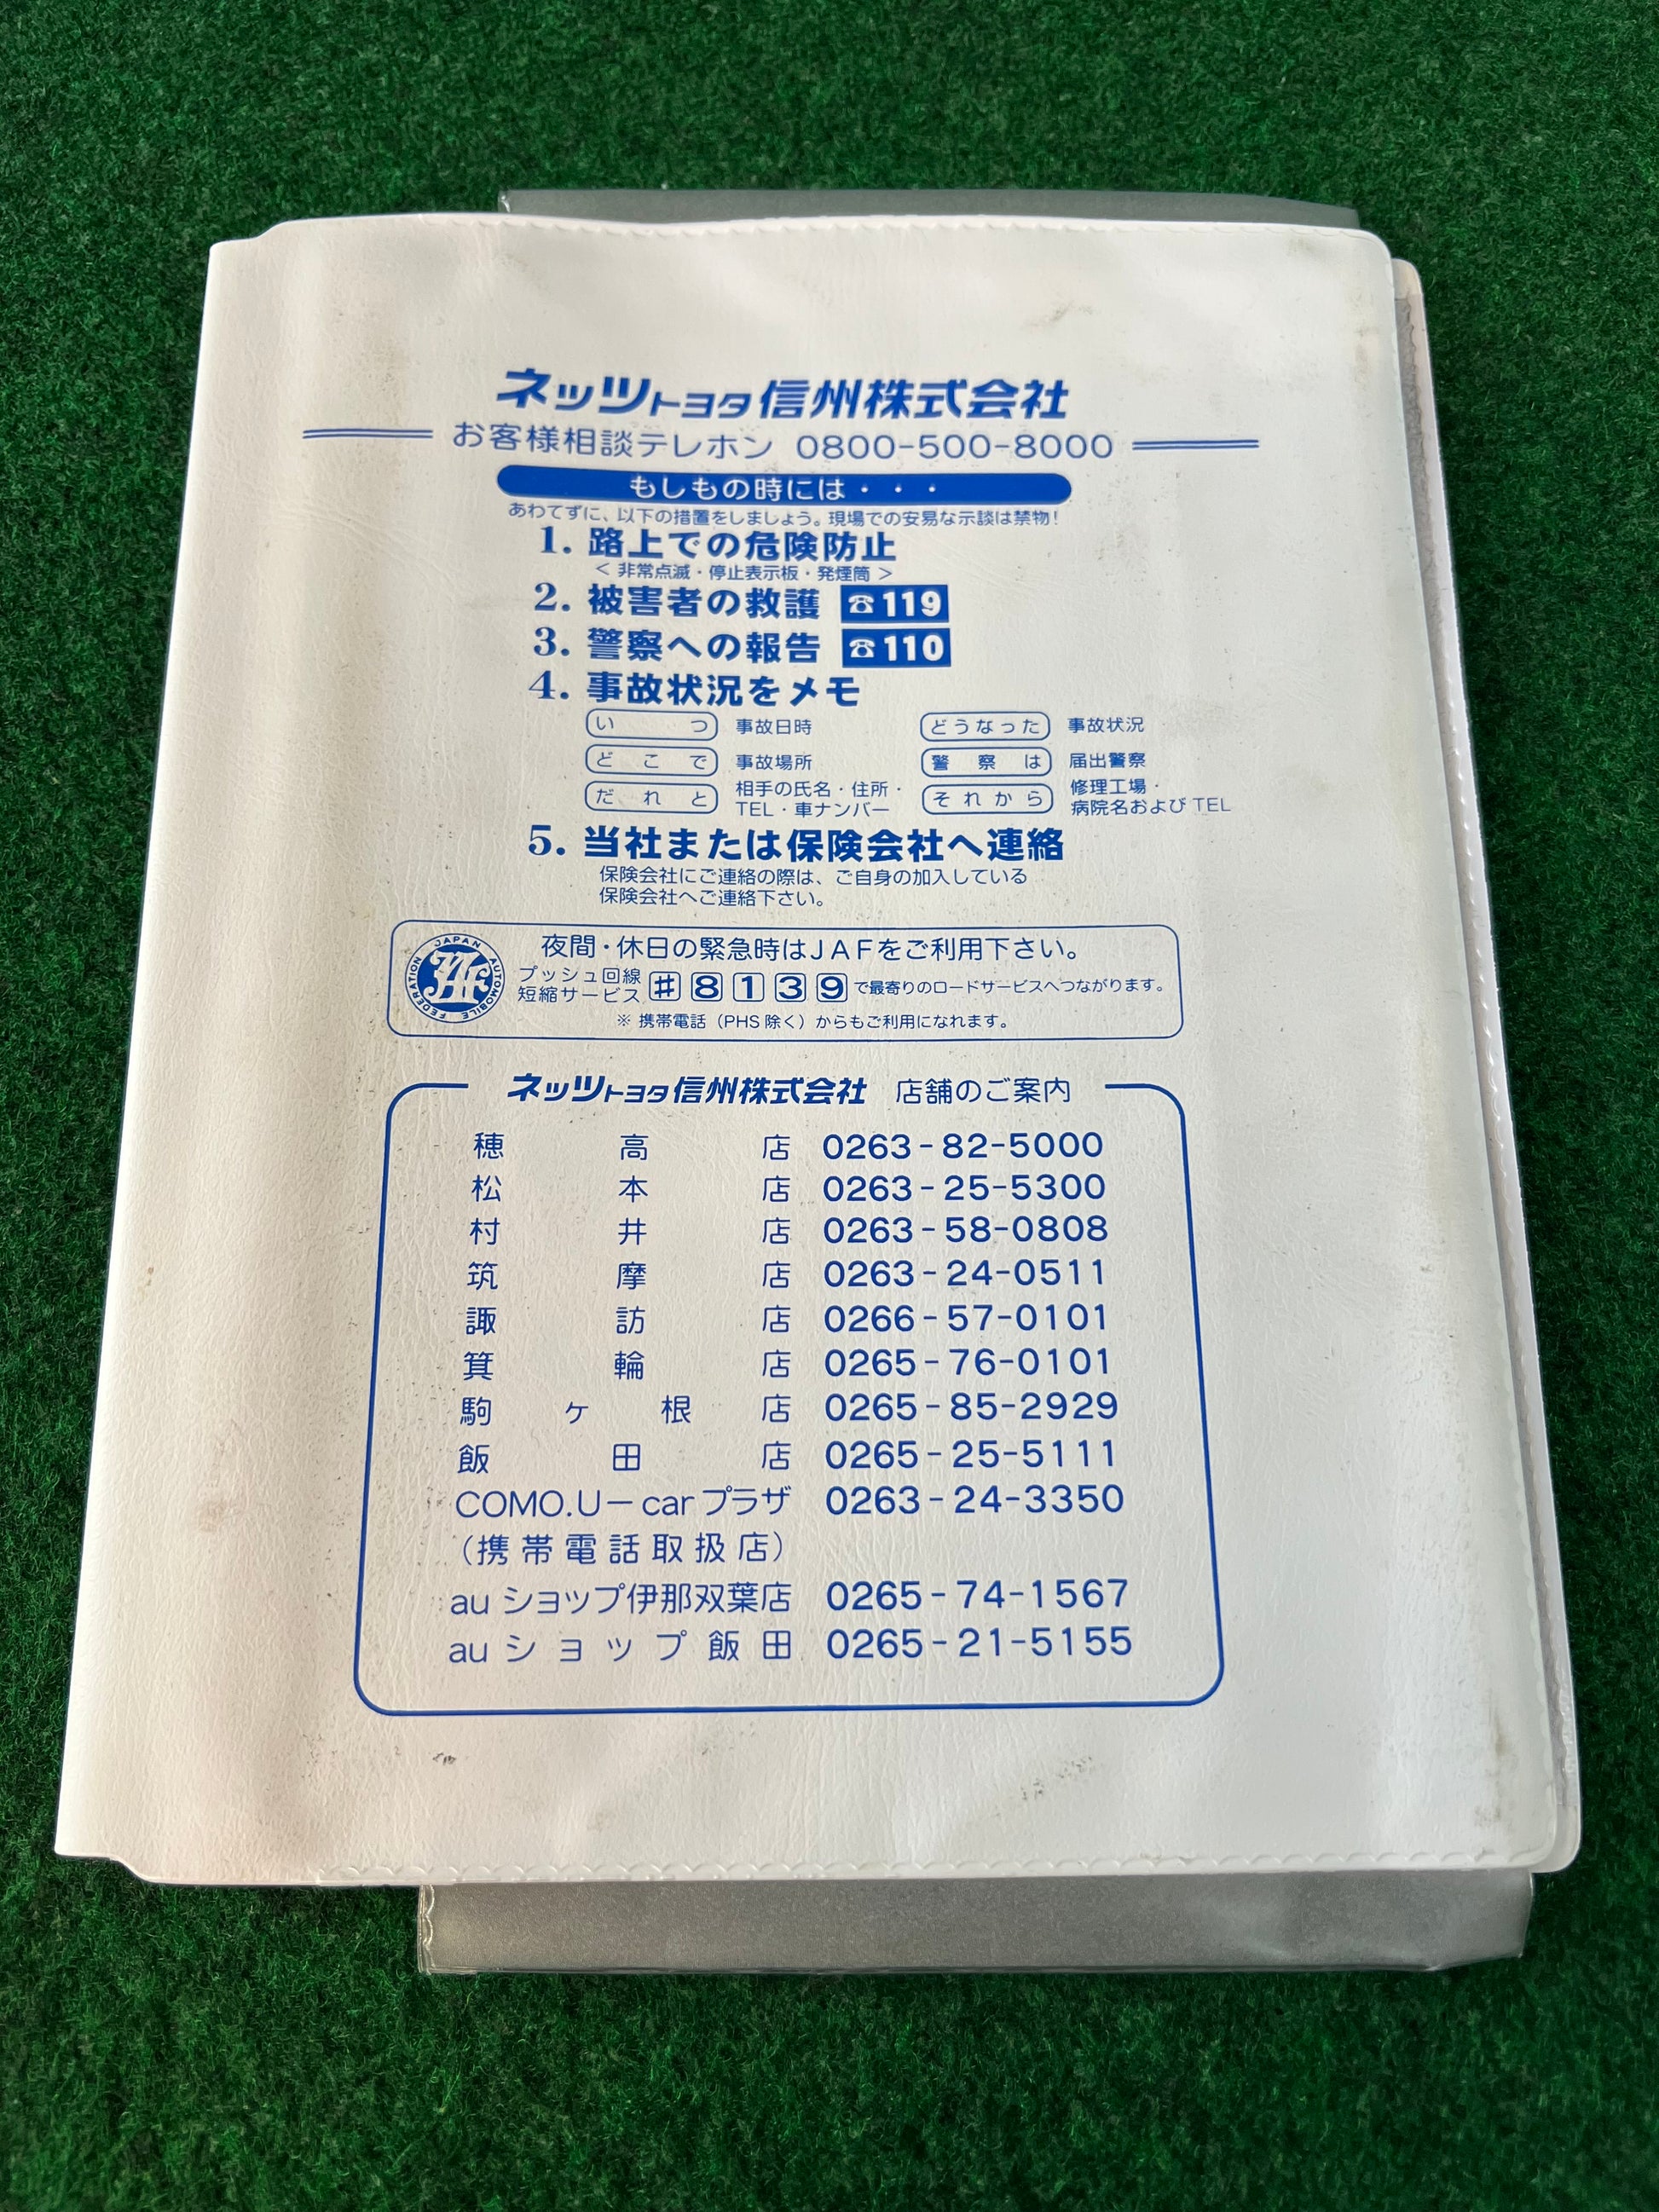 ネッツトヨタ信州株式会社
お客様相談テレホン 0800-500-8000
もしもの時には・・・
あわてずに、以下の措置をしましょう。現場での安易な示談は禁物!
1. 路上での危険防止
< 非常点滅・停止表示板・発煙筒 >
2. 被害者の救護 ☎119
3. 警察への報告 ☎110
4. 事故状況をメモ
いつ 事故日時 どうなった 事故状況
どこで 事故場所 警察は 届出警察
だれと 相手の氏名・住所・ それから 修理工場・
TEL・車ナンバー 病院名およびTEL
5. 当社または保険会社へ連絡
保険会社にご連絡の際は、ご自身の加入している
保険会社へご連絡下さい。
JAPAN AUTOMOBILE FEDERATION
JAF
夜間・休日の緊急時はJAFをご利用下さい。
プッシュ回線
短縮サービス #8139 で最寄りのロードサービスへつながります。
※ 携帯電話（PHS除く）からもご利用になれます。
ネッツトヨタ信州株式会社 店舗のご案内
穂高店 0263-82-5000
松本店 0263-25-5300
村井店 0263-58-0808
筑摩店 0263-24-0511
諏訪店 0266-57-0101
箕輪店 0265-76-0101
駒ヶ根店 0265-85-2929
飯田店 0265-25-5111
COMO.U－carプラザ 0263-24-3350
（携帯電話取扱店）
auショップ伊那双葉店 0265-74-1567
auショップ飯田 0265-21-5155